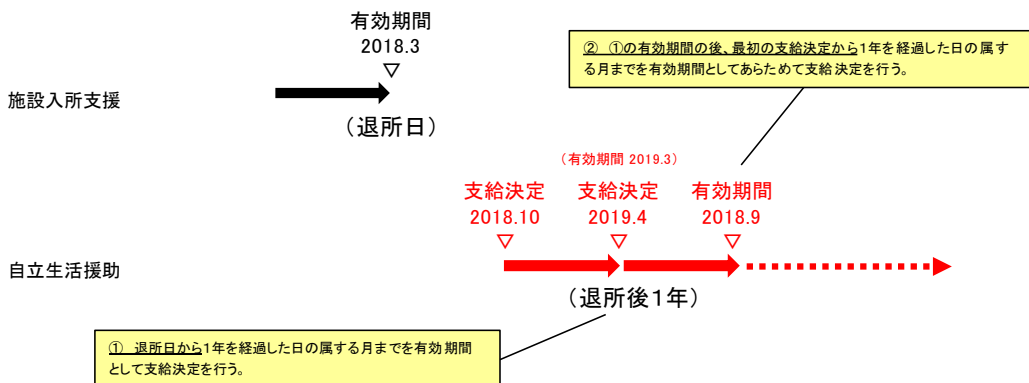 有効期間
2018.3
▽
② ①の有効期間の後、最初の支給決定から1年を経過した日の属す
る月までを有効期間としてあらためて支給決定を行う。
施設入所支援
（退所日）
（有効期間 2019.3）
支給決定 支給決定 有効期間
2018.10 2019.4 2018.9
▽ ▽ ▽
自立生活援助
（退所後１年）
① 退所日から1年を経過した日の属する月までを有効期間
として支給決定を行う。